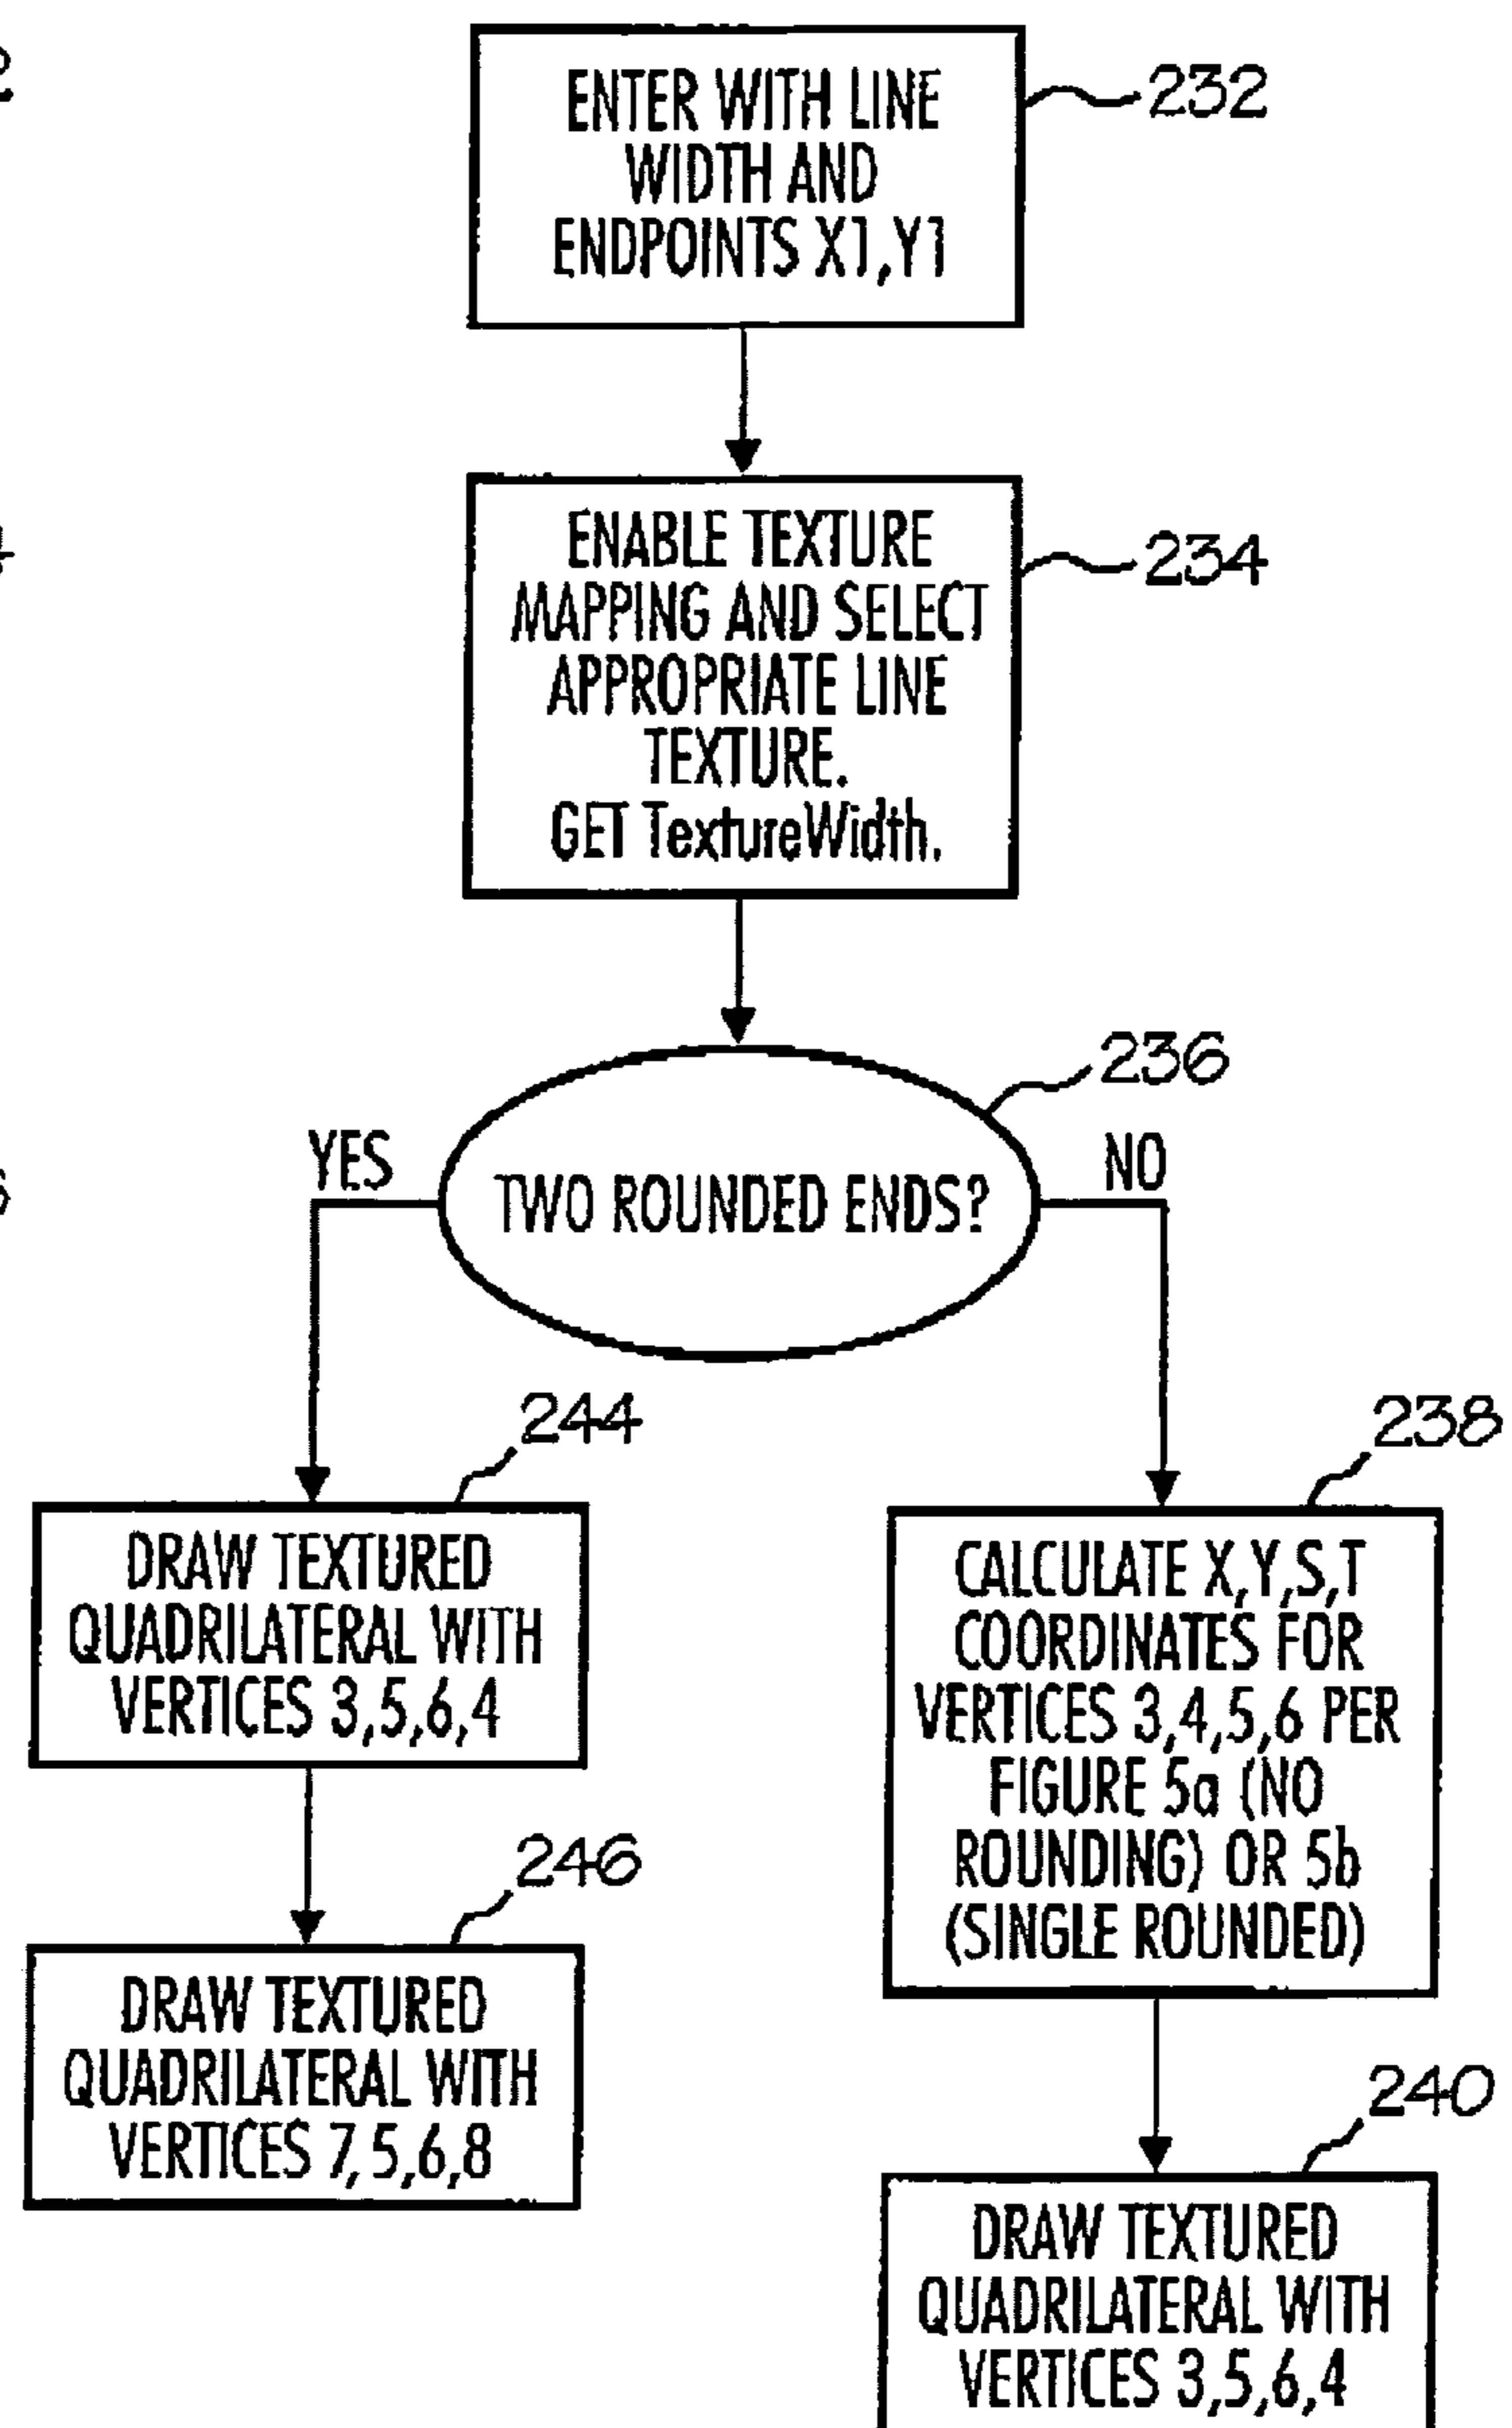 ENTER WITH LINE
WIDTH AND
ENDPOINTS X1,Y1
232
ENABLE TEXTURE
MAPPING AND SELECT
APPROPRIATE LINE
TEXTURE.
GET TextureWidth.
234
236
YES
TWO ROUNDED ENDS?
NO
244
DRAW TEXTURED
QUADRILATERAL WITH
VERTICES 3,5,6,4
238
CALCULATE X,Y,S,T
COORDINATES FOR
VERTICES 3,4,5,6 PER
FIGURE 5a (NO
ROUNDING) OR 5b
(SINGLE ROUNDED)
246
DRAW TEXTURED
QUADRILATERAL WITH
VERTICES 7,5,6,8
240
DRAW TEXTURED
QUADRILATERAL WITH
VERTICES 3,5,6,4